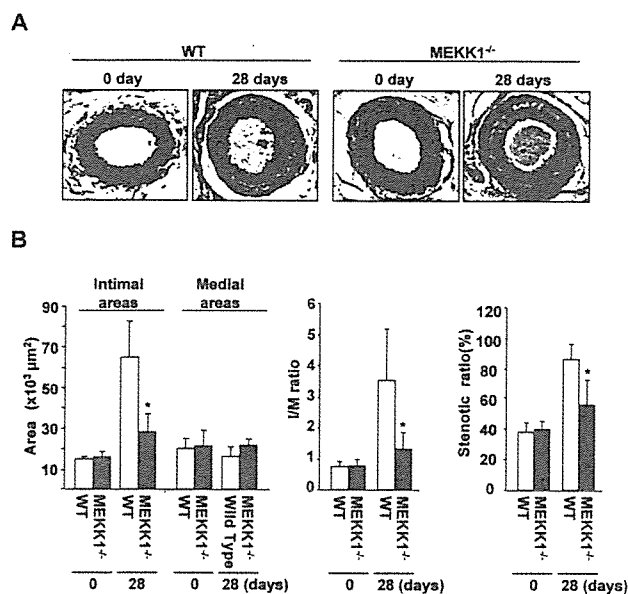 A
WT MEKK1-/-
0 day 28 days 0 day 28 days
B
Intimal areas Medial areas
Area (x10³ µm²)
90
70
50
30
10
WT MEKK1-/- WT MEKK1-/- WT MEKK1-/- Wild Type MEKK1-/-
0 28 0 28 (days)
*
I/M ratio
6
5
4
3
2
1
0
WT MEKK1-/- WT MEKK1-/-
0 28 (days)
*
Stenotic ratio(%)
120
100
80
60
40
20
0
WT MEKK1-/- WT MEKK1-/-
0 28 (days)
*